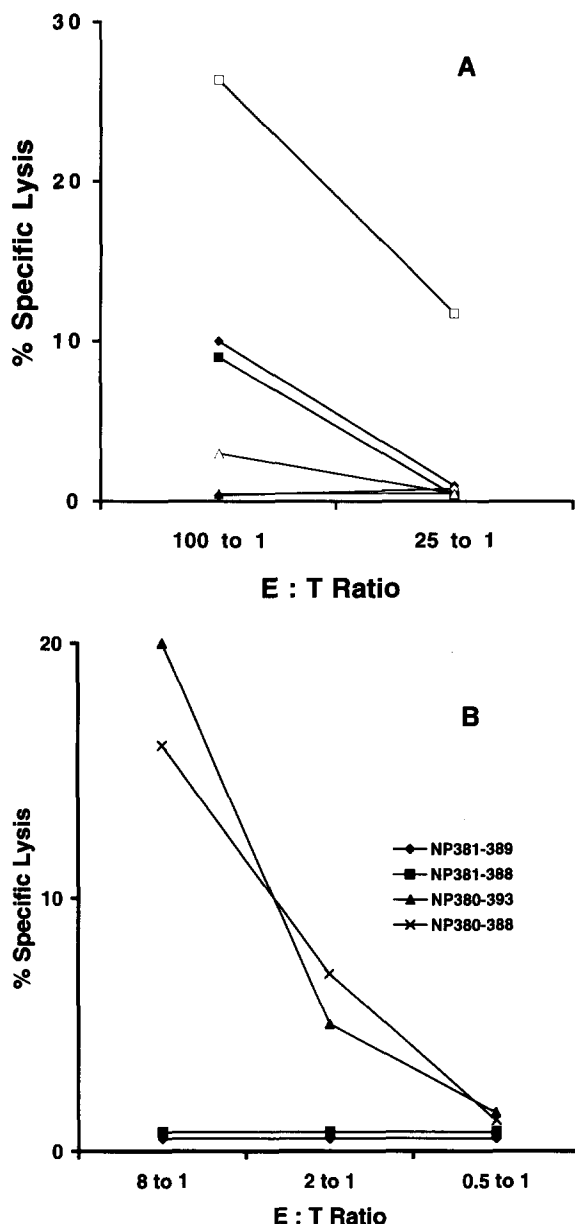 A
30
20
10
0
% Specific Lysis
100 to 1
25 to 1
E : T Ratio
B
20
10
0
% Specific Lysis
NP381-389
NP381-388
NP380-393
NP380-388
8 to 1
2 to 1
0.5 to 1
E : T Ratio